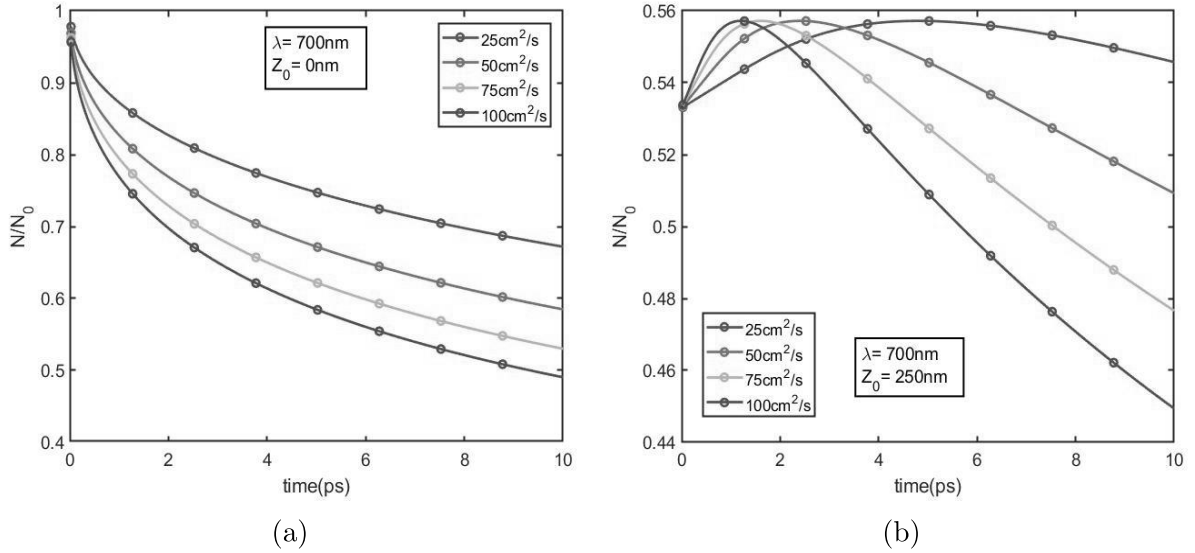 1
0.9
0.8
0.7
0.6
0.5
0.4
N/N0
0 2 4 6 8 10
time(ps)
λ= 700nm
Z0= 0nm
25cm2/s
50cm2/s
75cm2/s
100cm2/s
(a)
0.56
0.54
0.52
0.5
0.48
0.46
0.44
N/N0
0 2 4 6 8 10
time(ps)
25cm2/s
50cm2/s
75cm2/s
100cm2/s
λ= 700nm
Z0= 250nm
(b)